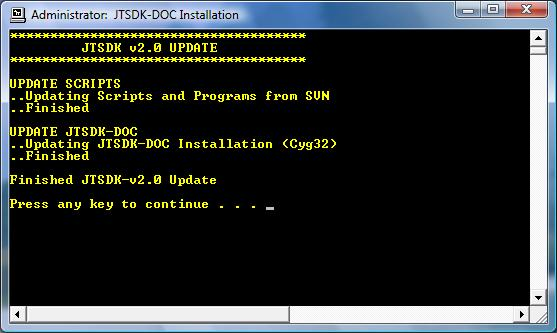 Administrator: JTSDK-DOC Installation
**************************************
JTSDK v2.0 UPDATE
**************************************
UPDATE SCRIPTS
..Updating Scripts and Programs from SVN
..Finished
UPDATE JTSDK-DOC
..Updating JTSDK-DOC Installation (Cyg32)
..Finished
Finished JTSDK-v2.0 Update
Press any key to continue . . . _